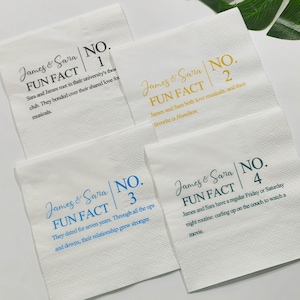 James & Sara
FUN FACT
NO.
1
Sara and James met in their university's
club. They bonded over their shared love for
musicals.
James & Sara
FUN FACT
NO.
2
James and Sara both love musicals and their
favorite is Hamilton.
James & Sara
FUN FACT
NO.
3
They dated for seven years. Through all the ups
and downs, their relationship grew stronger
James & Sara
FUN FACT
NO.
4
James and Sara have a regular Friday or Saturday
night routine: curling up on the couch to watch a
movie.